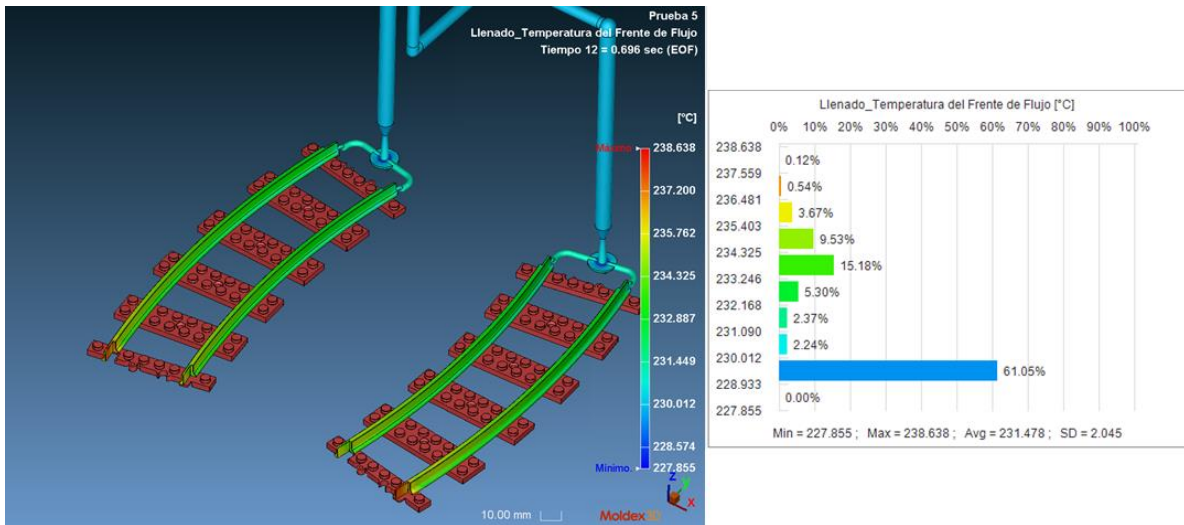 Prueba 5
Llenado_Temperatura del Frente de Flujo
Tiempo 12 = 0.696 sec (EOF)
[°C]
238.638
237.200
235.762
234.325
232.887
231.449
230.012
228.574
Mínimo. 227.855
Z
Y
X
10.00 mm
Moldex3D
Llenado_Temperatura del Frente de Flujo [°C]
0% 10% 20% 30% 40% 50% 60% 70% 80% 90% 100%
238.638
0.12%
237.559
0.54%
236.481
3.67%
235.403
9.53%
234.325
15.18%
233.246
5.30%
232.168
2.37%
231.090
2.24%
230.012
61.05%
228.933
0.00%
227.855
Min = 227.855 ; Max = 238.638 ; Avg = 231.478 ; SD = 2.045